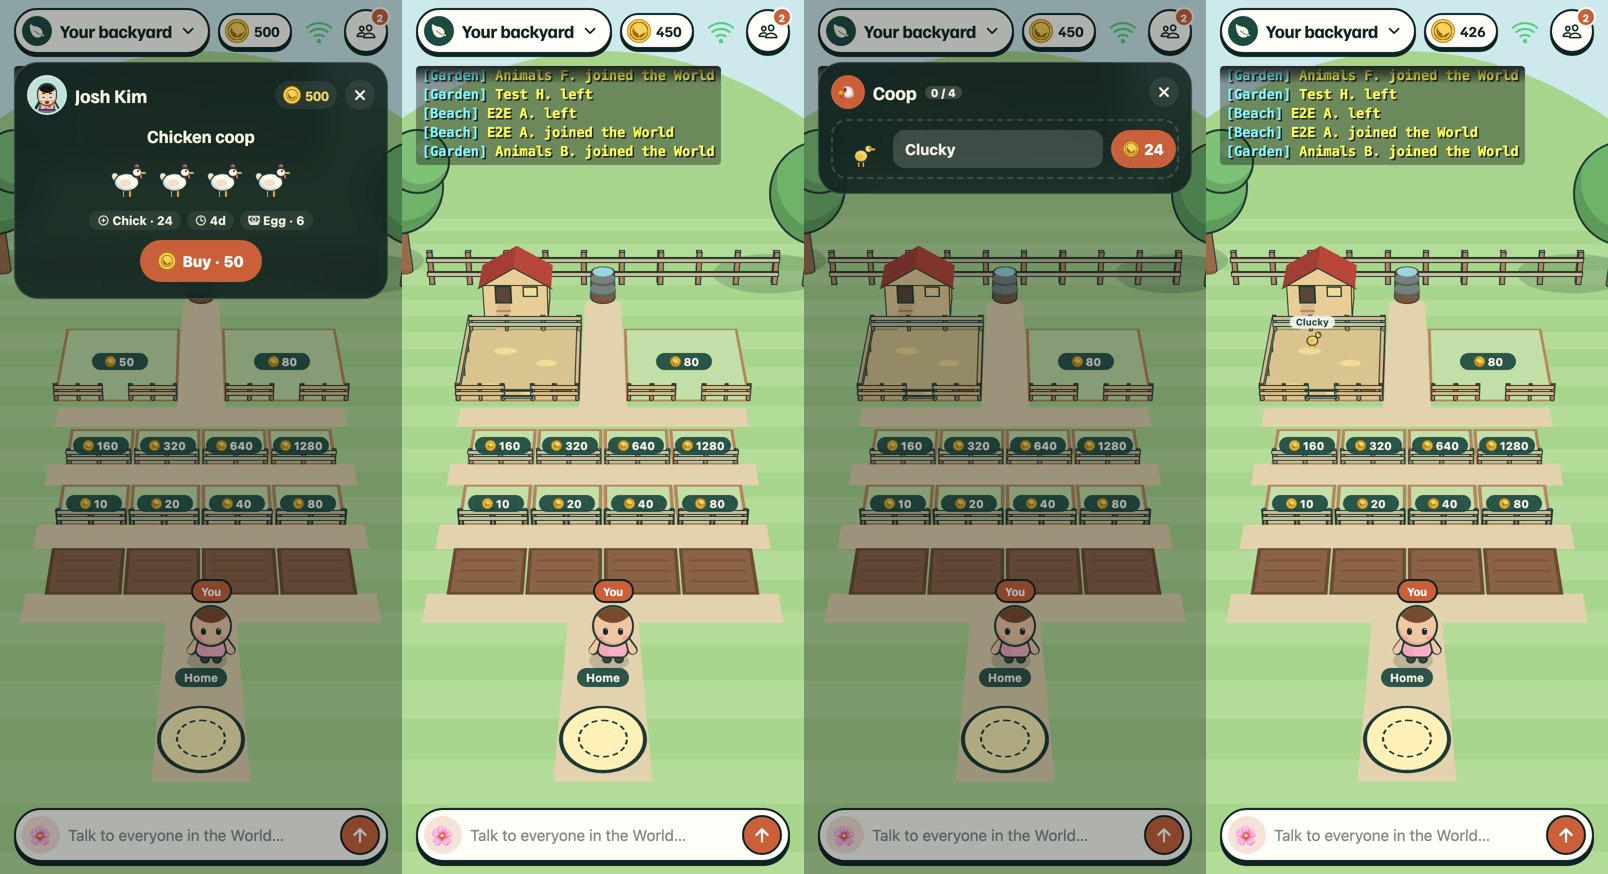 Your backyard
500
2
Josh Kim
500
Chicken coop
Chick · 24
4d
Egg · 6
Buy · 50
50
80
160
320
640
1280
10
20
40
80
You
Home
Talk to everyone in the World...
Your backyard
450
2
[Garden] Animals F. joined the World
[Garden] Test H. left
[Beach] E2E A. left
[Beach] E2E A. joined the World
[Garden] Animals B. joined the World
80
160
320
640
1280
10
20
40
80
You
Home
Talk to everyone in the World...
Your backyard
450
2
Coop
0 / 4
Clucky
24
80
160
320
640
1280
10
20
40
80
You
Home
Talk to everyone in the World...
Your backyard
426
2
[Garden] Animals F. joined the World
[Garden] Test H. left
[Beach] E2E A. left
[Beach] E2E A. joined the World
[Garden] Animals B. joined the World
Clucky
80
160
320
640
1280
10
20
40
80
You
Home
Talk to everyone in the World...